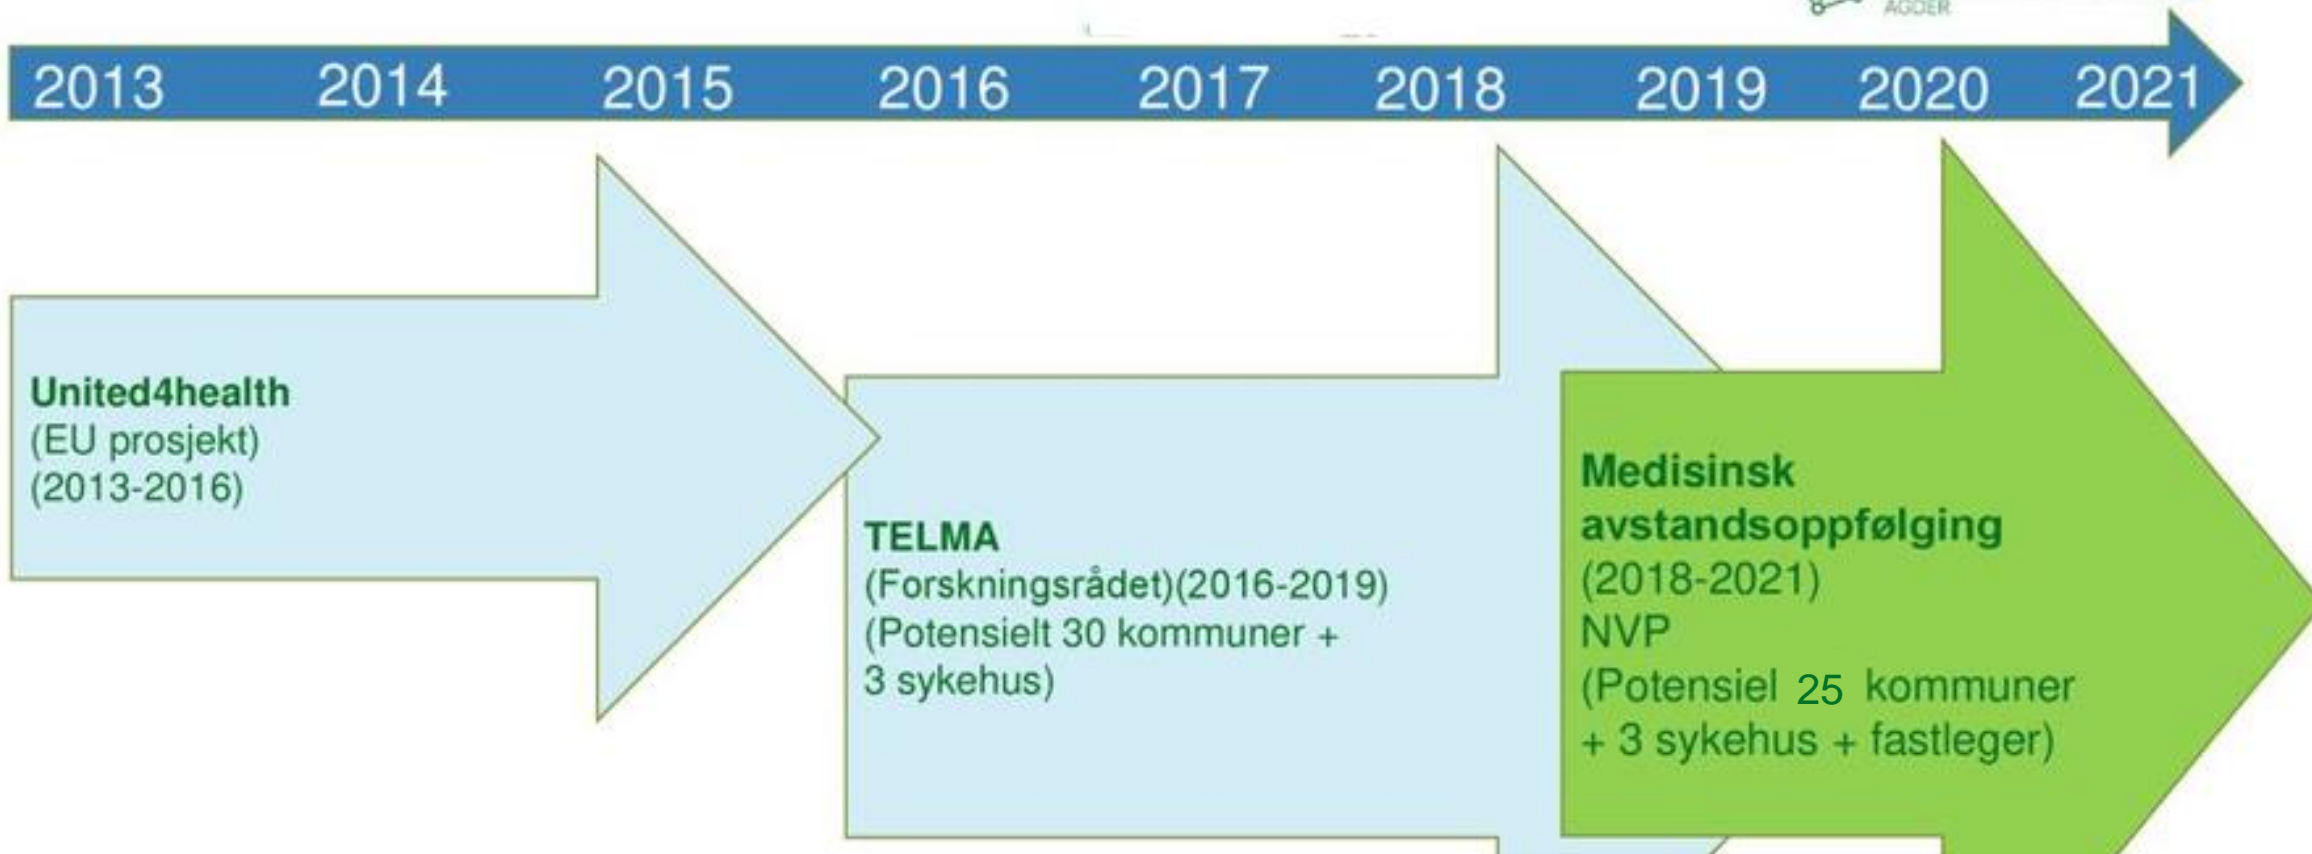 AGDER
2013 2014 2015 2016 2017 2018 2019 2020 2021
United4health
(EU prosjekt)
(2013-2016)
TELMA
(Forskningsrådet)(2016-2019)
(Potensielt 30 kommuner +
3 sykehus)
Medisinsk
avstandsoppfølging
(2018-2021)
NVP
(Potensiel 25 kommuner
+ 3 sykehus + fastleger)